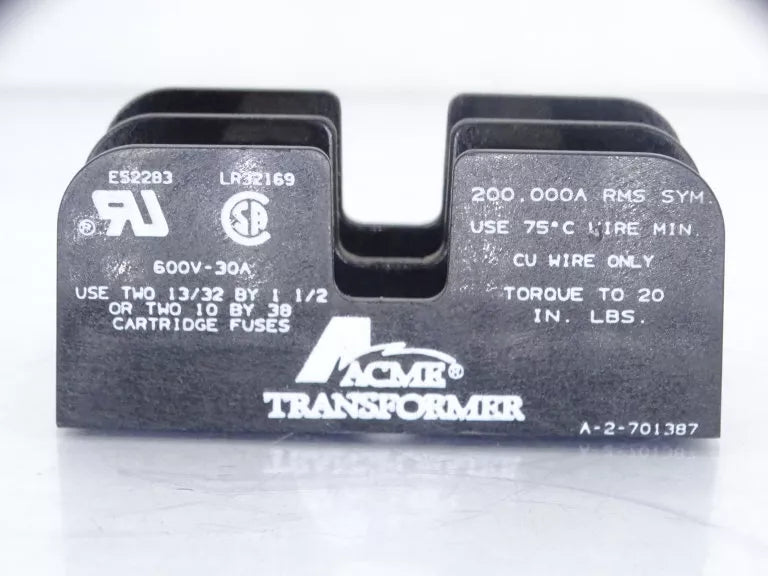 E52283 LR32169
® RU SA
600V-30A
USE TWO 13/32 BY 1 1/2
OR TWO 10 BY 38
CARTRIDGE FUSES
200,000A RMS SYM.
USE 75°C WIRE MIN.
CU WIRE ONLY
TORQUE TO 20
IN. LBS.
ACME®
TRANSFORMER
A-2-701387